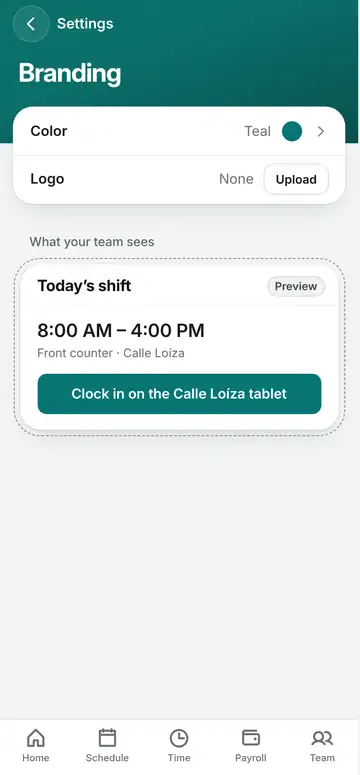 Settings
Branding
Color Teal
Logo None Upload
What your team sees
Today’s shift Preview
8:00 AM – 4:00 PM
Front counter · Calle Loíza
Clock in on the Calle Loíza tablet
Home Schedule Time Payroll Team